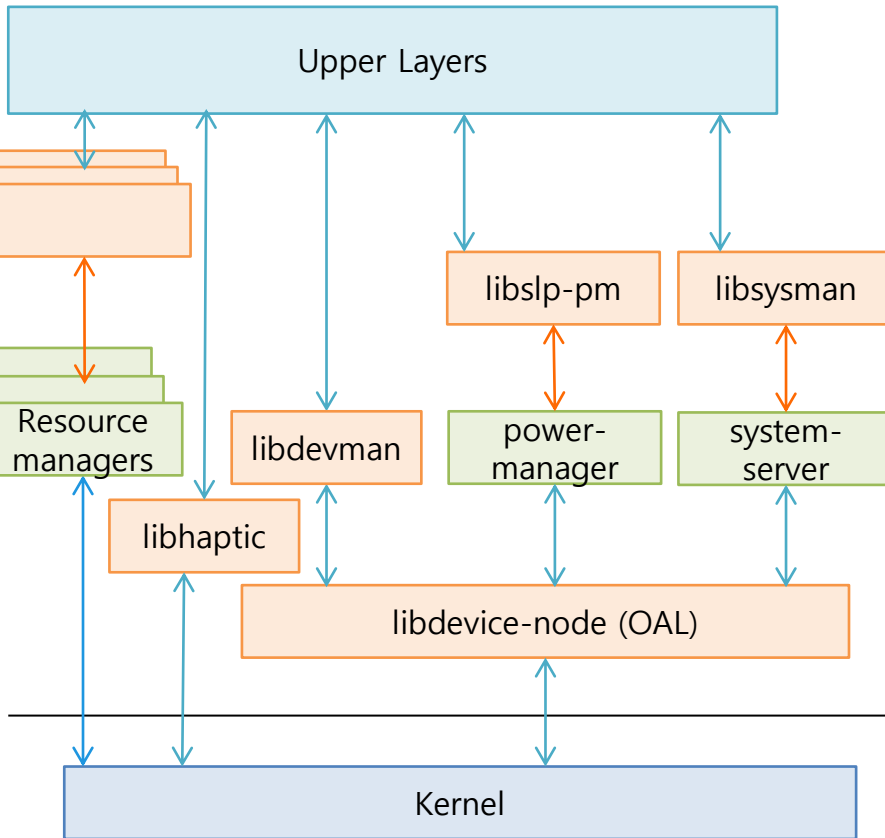 Upper Layers
libslp-pm
libsysman
Resource
managers
libdevman
power-
manager
system-
server
libhaptic
libdevice-node (OAL)
Kernel